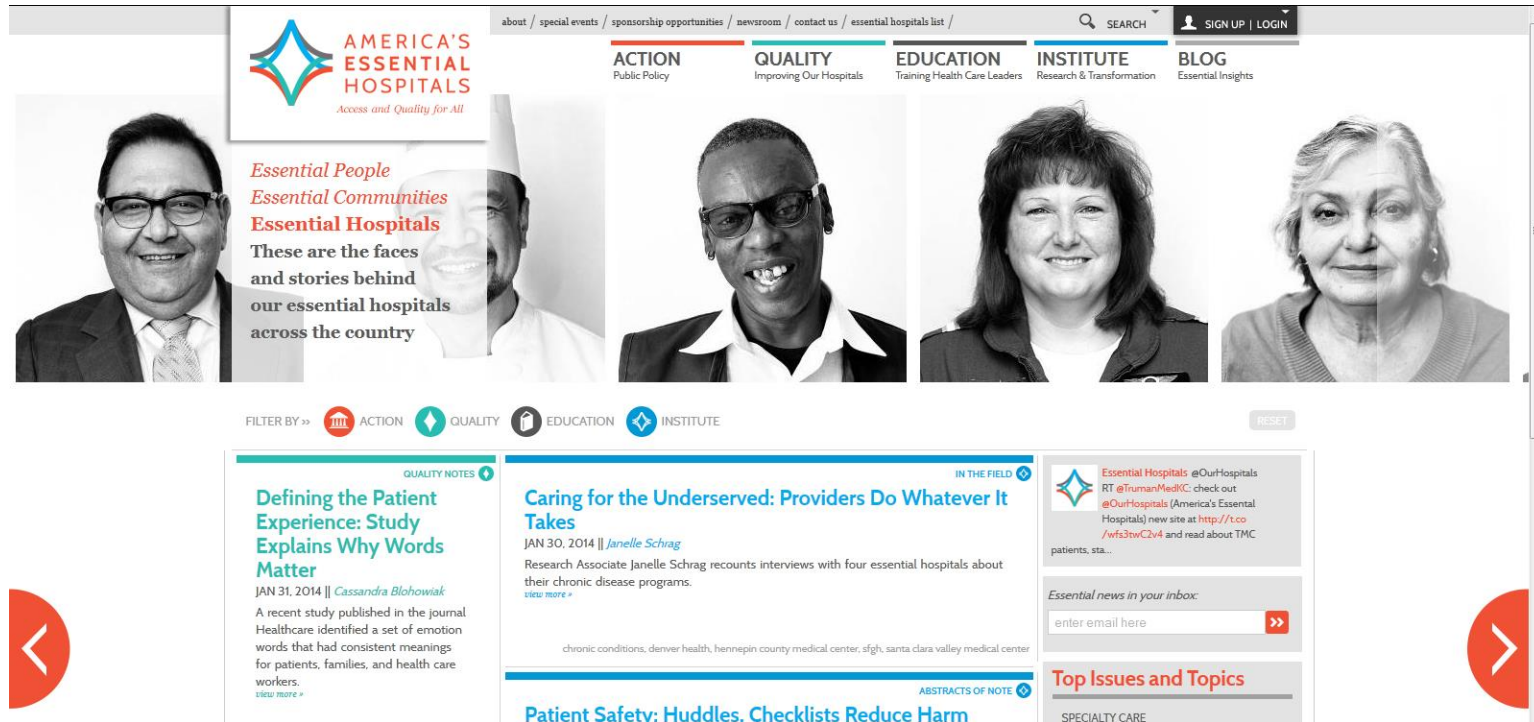 about / special events / sponsorship opportunities / newsroom / contact us / essential hospitals list /
SEARCH
SIGN UP | LOGIN
AMERICA'S
ESSENTIAL
HOSPITALS
Access and Quality for All
ACTION
Public Policy
QUALITY
Improving Our Hospitals
EDUCATION
Training Health Care Leaders
INSTITUTE
Research & Transformation
BLOG
Essential Insights
Essential People
Essential Communities
Essential Hospitals
These are the faces
and stories behind
our essential hospitals
across the country
FILTER BY »
ACTION
QUALITY
EDUCATION
INSTITUTE
RESET
QUALITY NOTES
Defining the Patient
Experience: Study
Explains Why Words
Matter
JAN 31, 2014 || Cassandra Blohowiak
A recent study published in the journal
Healthcare identified a set of emotion
words that had consistent meanings
for patients, families, and health care
workers.
view more »
IN THE FIELD
Caring for the Underserved: Providers Do Whatever It
Takes
JAN 30, 2014 || Janelle Schrag
Research Associate Janelle Schrag recounts interviews with four essential hospitals about
their chronic disease programs.
view more »
chronic conditions, denver health, hennepin county medical center, sfgh, santa clara valley medical center
ABSTRACTS OF NOTE
Patient Safety: Huddles, Checklists Reduce Harm
Essential Hospitals @OurHospitals
RT @TrumanMedKC: check out
@OurHospitals (America's Essental
Hospitals) new site at http://t.co
/wfs3twC2v4 and read about TMC
patients, sta...
Essential news in your inbox:
enter email here
Top Issues and Topics
SPECIALTY CARE